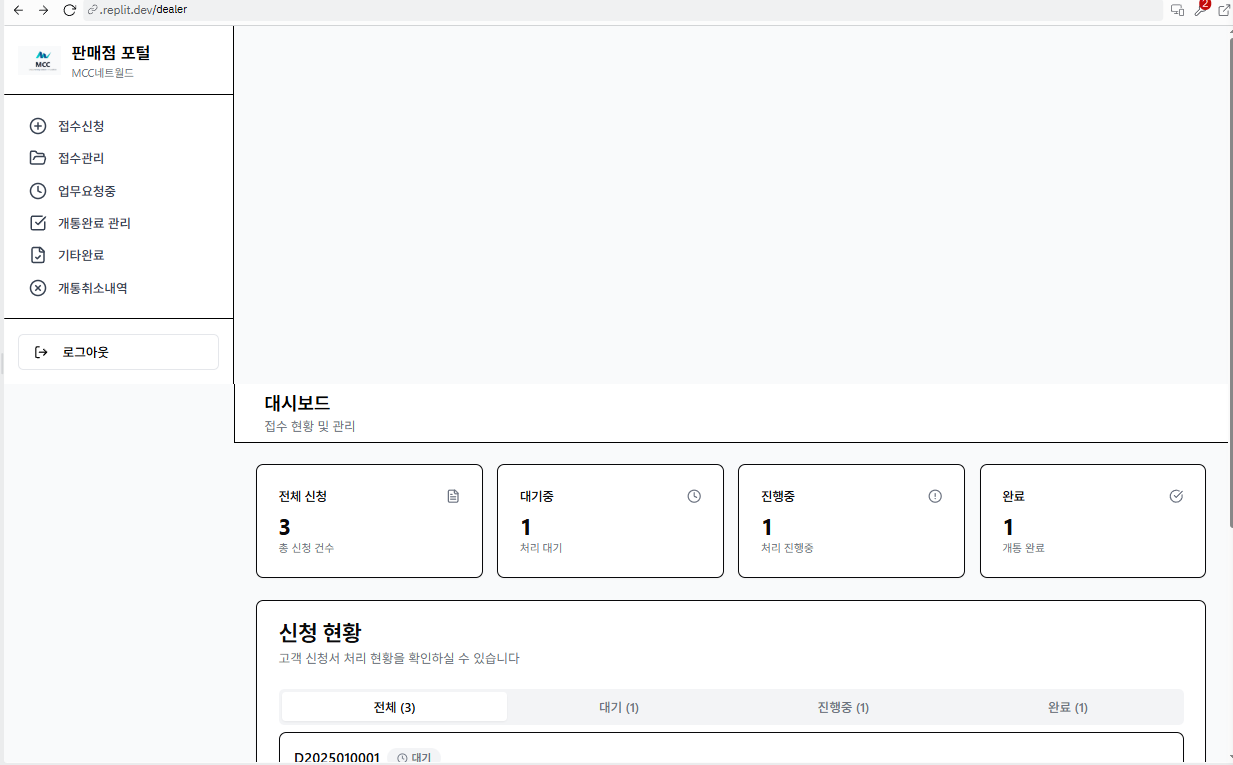 .replit.dev/dealer
2
MCC
판매점 포털
MCC네트월드
접수신청
접수관리
업무요청중
개통완료 관리
기타완료
개통취소내역
로그아웃
대시보드
접수 현황 및 관리
전체 신청
3
총 신청 건수
대기중
1
처리 대기
진행중
1
처리 진행중
완료
1
개통 완료
신청 현황
고객 신청서 처리 현황을 확인하실 수 있습니다
전체 (3) 대기 (1) 진행중 (1) 완료 (1)
D2025010001 대기